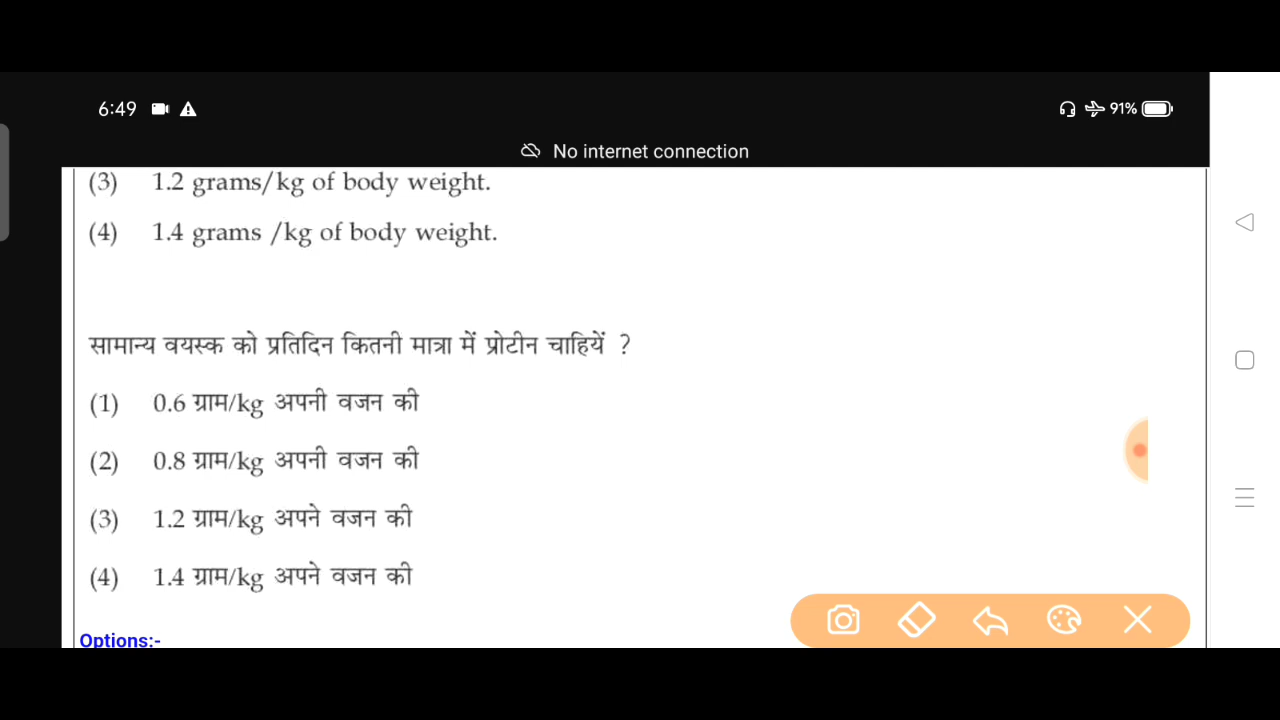 6:49
91%
No internet connection
(3) 1.2 grams/kg of body weight.
(4) 1.4 grams /kg of body weight.
सामान्य वयस्क को प्रतिदिन कितनी मात्रा में प्रोटीन चाहियें ?
(1) 0.6 ग्राम/kg अपनी वजन की
(2) 0.8 ग्राम/kg अपनी वजन की
(3) 1.2 ग्राम/kg अपने वजन की
(4) 1.4 ग्राम/kg अपने वजन की
Options:-